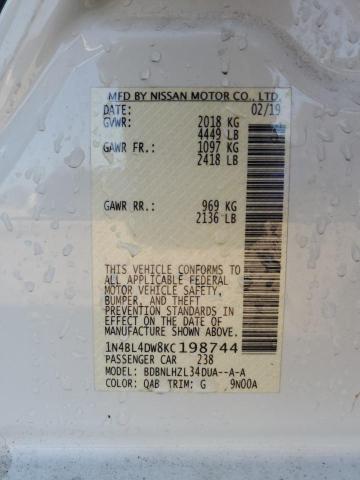 MFD BY NISSAN MOTOR CO., LTD.
DATE: 02/19
GVWR: 2018 KG
4449 LB
GAWR FR.: 1097 KG
2418 LB
GAWR RR.: 969 KG
2136 LB
THIS VEHICLE CONFORMS TO
ALL APPLICABLE FEDERAL
MOTOR VEHICLE SAFETY,
BUMPER, AND THEFT
PREVENTION STANDARDS IN
EFFECT ON THE DATE OF
MANUFACTURE SHOWN ABOVE.
1N4BL4DW8KC198744
PASSENGER CAR 238
MODEL: BDBNLHZL34DUA--A-A
COLOR: QAB TRIM: G 9N00A